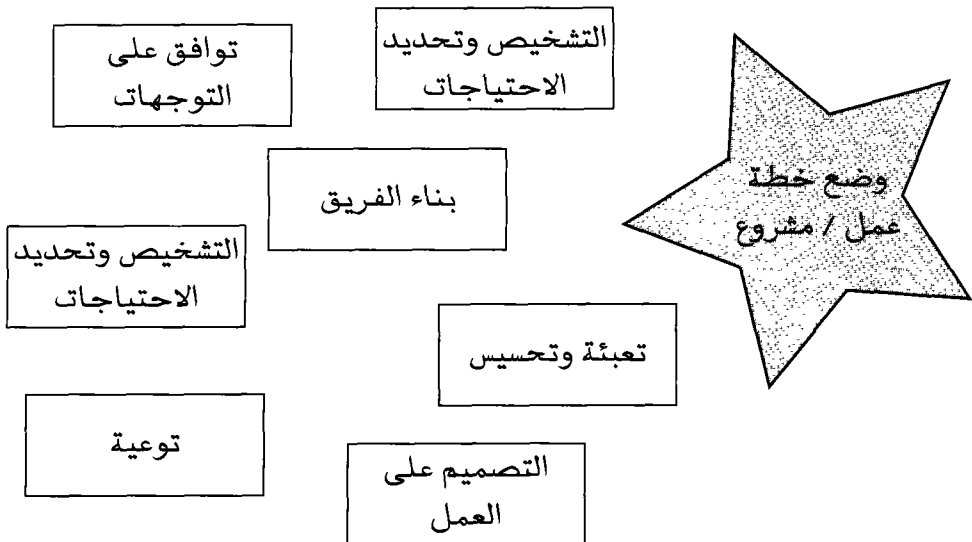 التشخيص وتحديد
الاحتياجات
توافق على
التوجهات
وضع خطة
عمل / مشروع
بناء الفريق
التشخيص وتحديد
الاحتياجات
تعبئة وتحسيس
توعية
التصميم على
العمل